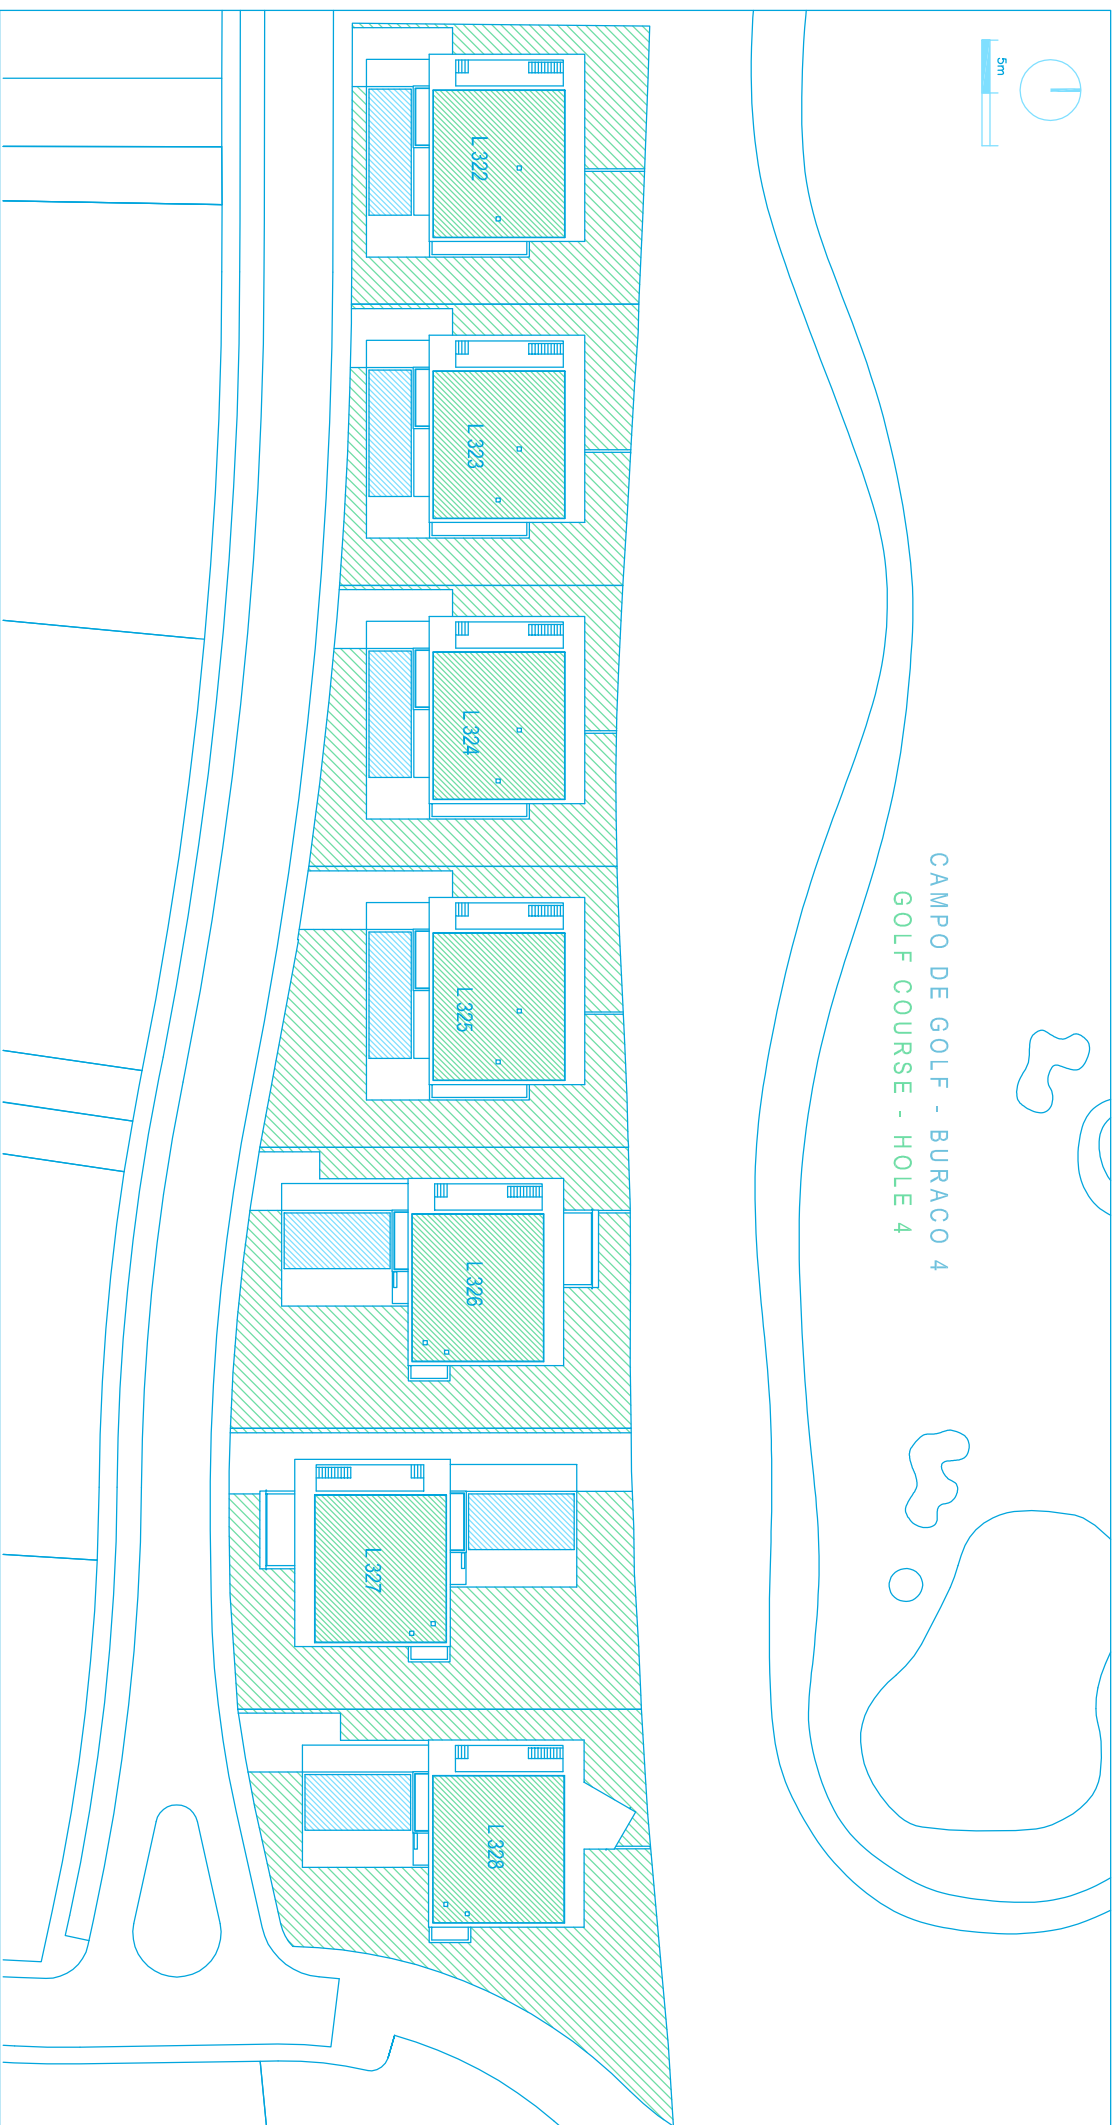 5m
CAMPO DE GOLF - BURACO 4
GOLF COURSE - HOLE 4
L 322
L 323
L 324
L 325
L 326
L 327
L 328